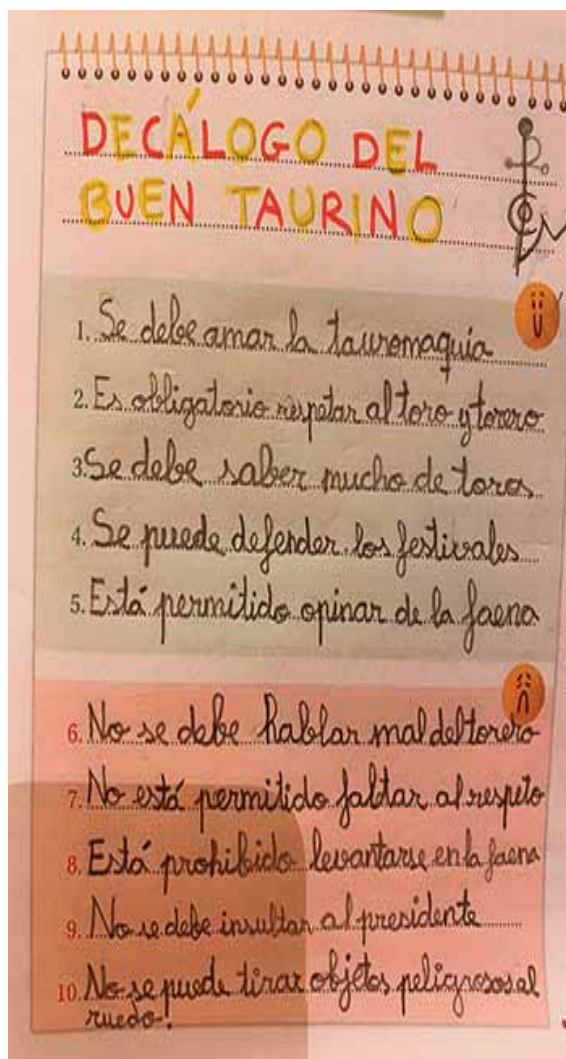 DECÁLOGO DEL
BUEN TAURINO
1. Se debe amar la tauromaquia
2. Es obligatorio respetar al toro y torero
3. Se debe saber mucho de toros
4. Se puede defender los festivales
5. Está permitido opinar de la faena
6. No se debe hablar mal del torero
7. No está permitido faltar al respeto
8. Está prohibido levantarse en la faena
9. No se debe insultar al presidente
10. No se puede tirar objetos peligrosos al
ruedo.